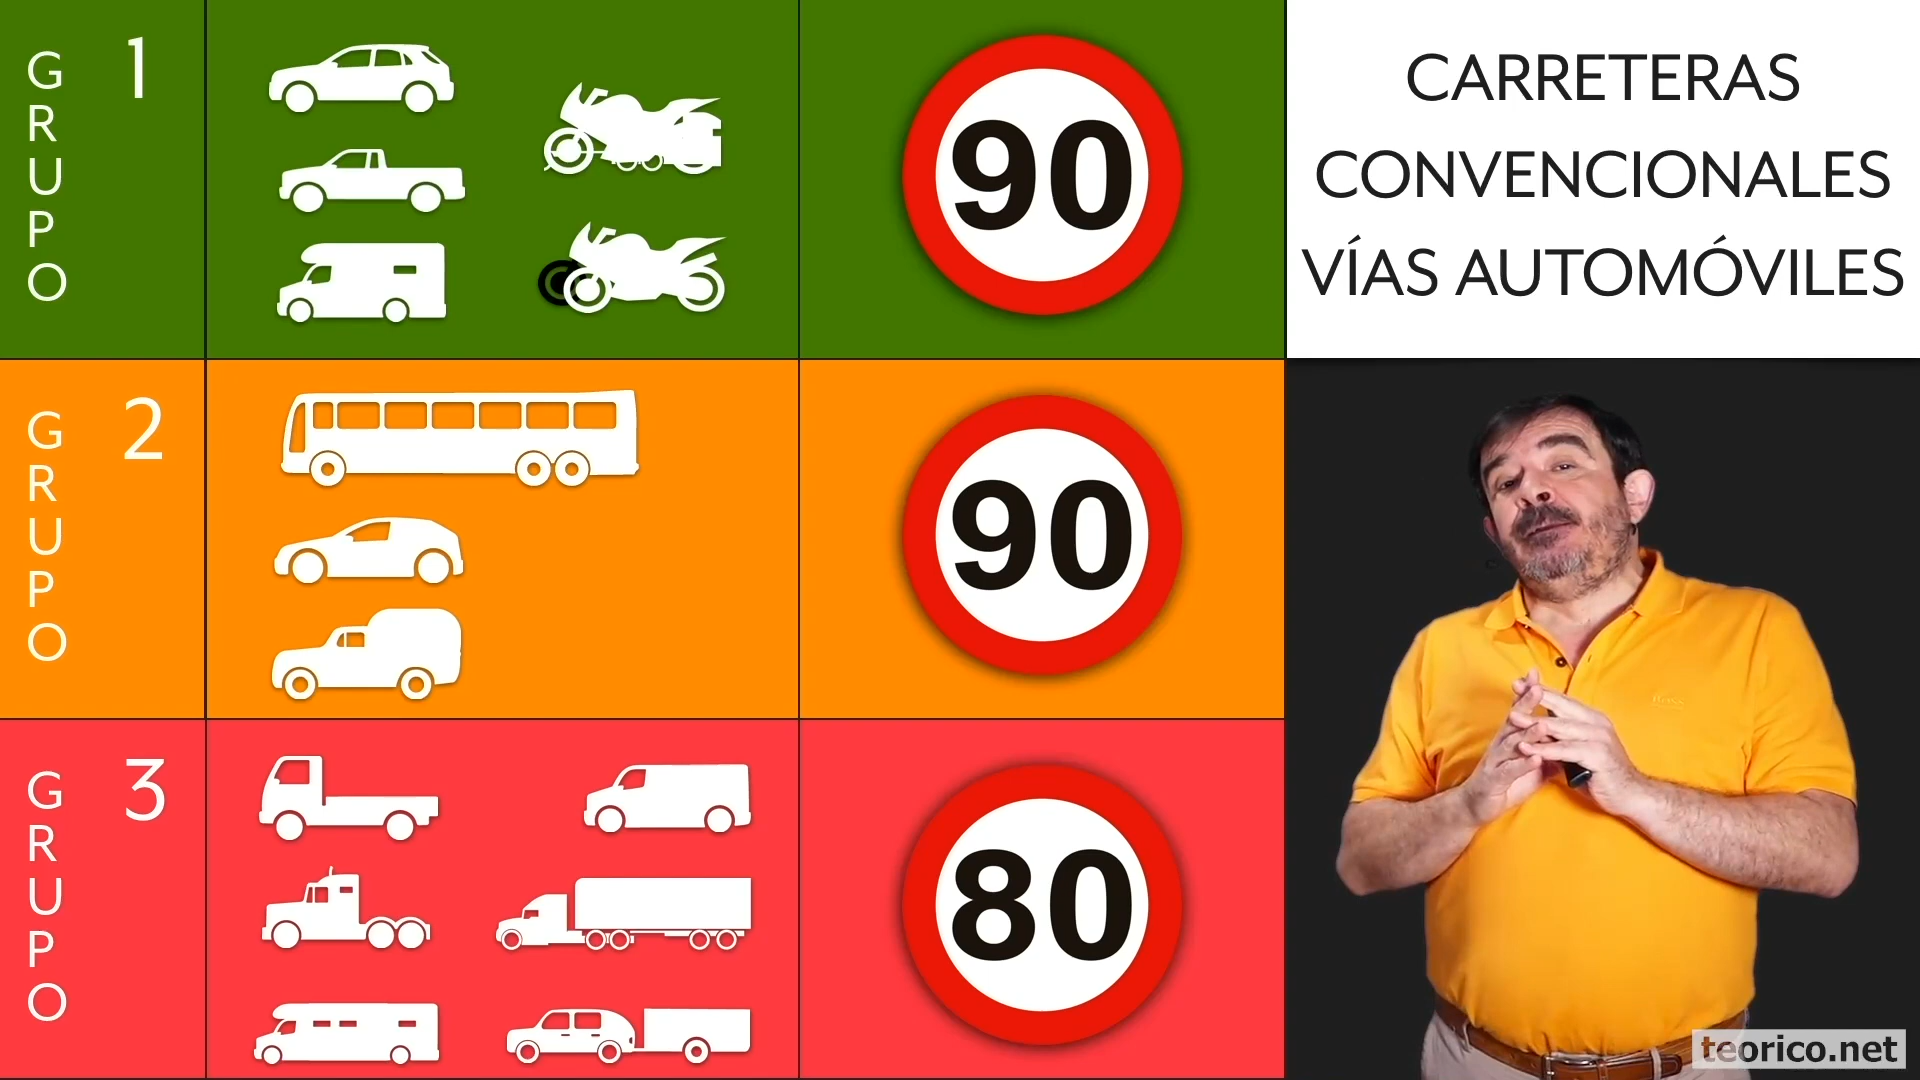 GRUPO 1
90
CARRETERAS
CONVENCIONALES
VÍAS AUTOMÓVILES
GRUPO 2
90
GRUPO 3
80
teorico.net